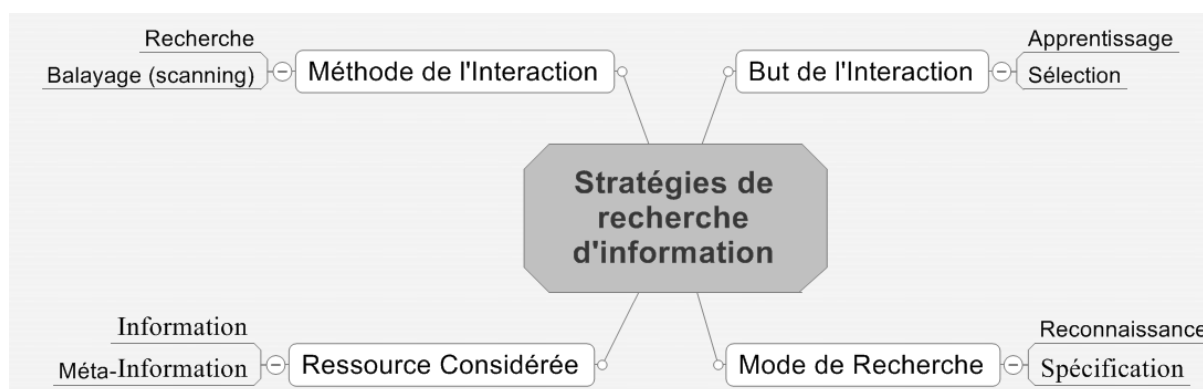 Recherche
Balayage (scanning)
Méthode de l'Interaction
But de l'Interaction
Apprentissage
Sélection
Stratégies de
recherche
d'information
Information
Méta-Information
Ressource Considérée
Mode de Recherche
Reconnaissance
Spécification